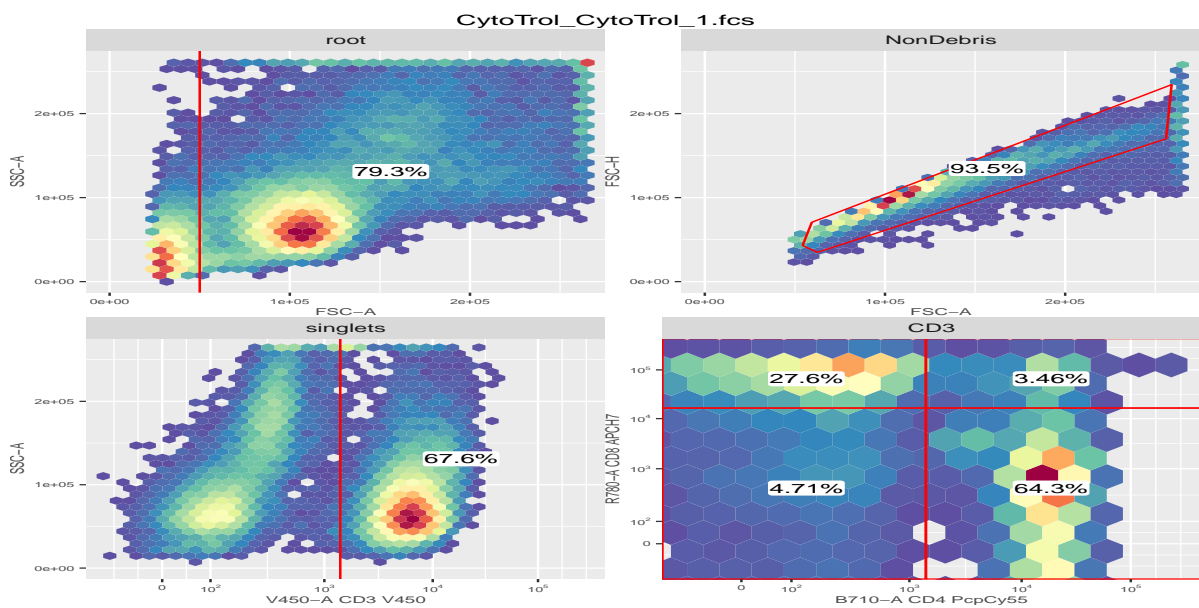 CytoTrol_CytoTrol_1.fcs
root
NonDebris
SSC-A
2e+05
1e+05
0e+00
79.3%
0e+00 1e+05 2e+05
FSC-A
FSC-H
2e+05
1e+05
0e+00
93.5%
0e+00 1e+05 2e+05
FSC-A
singlets
CD3
SSC-A
2e+05
1e+05
0e+00
67.6%
0 10² 10³ 10⁴ 10⁵
V450-A CD3 V450
R780-A CD8 APCH7
10⁵
10⁴
10³
10²
0
27.6% 3.46%
4.71% 64.3%
0 10² 10³ 10⁴ 10⁵
B710-A CD4 PcpCy55